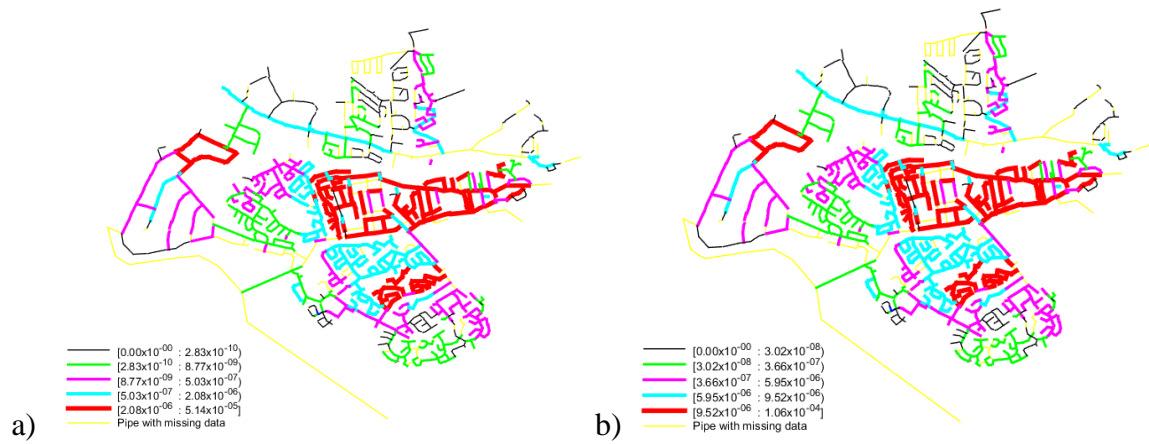 [0.00x10-00 : 2.83x10-10)
[2.83x10-10 : 8.77x10-09)
[8.77x10-09 : 5.03x10-07)
[5.03x10-07 : 2.08x10-06)
[2.08x10-06 : 5.14x10-05]
Pipe with missing data
a)
[0.00x10-00 : 3.02x10-08)
[3.02x10-08 : 3.66x10-07)
[3.66x10-07 : 5.95x10-06)
[5.95x10-06 : 9.52x10-06)
[9.52x10-06 : 1.06x10-04]
Pipe with missing data
b)